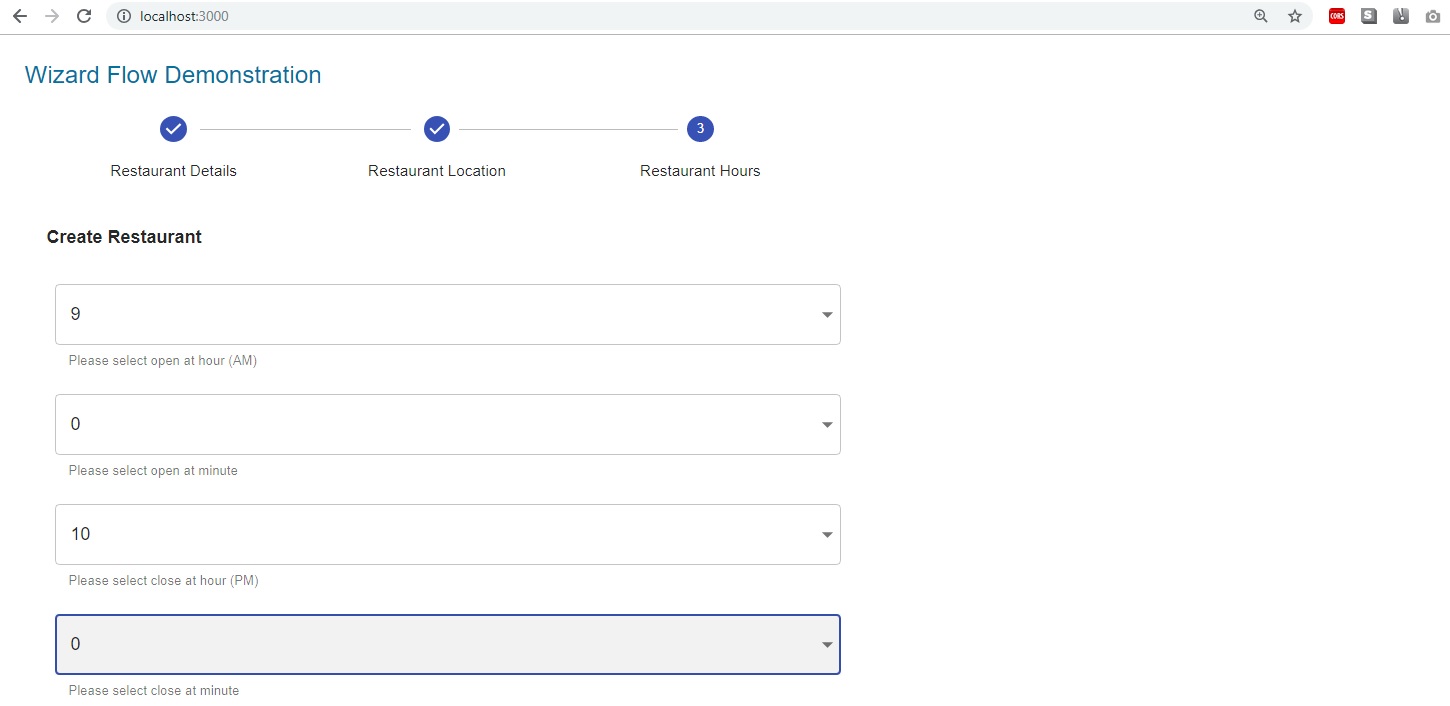 localhost:3000
CORS
S
Wizard Flow Demonstration
3
Restaurant Details
Restaurant Location
Restaurant Hours
Create Restaurant
9
Please select open at hour (AM)
0
Please select open at minute
10
Please select close at hour (PM)
0
Please select close at minute